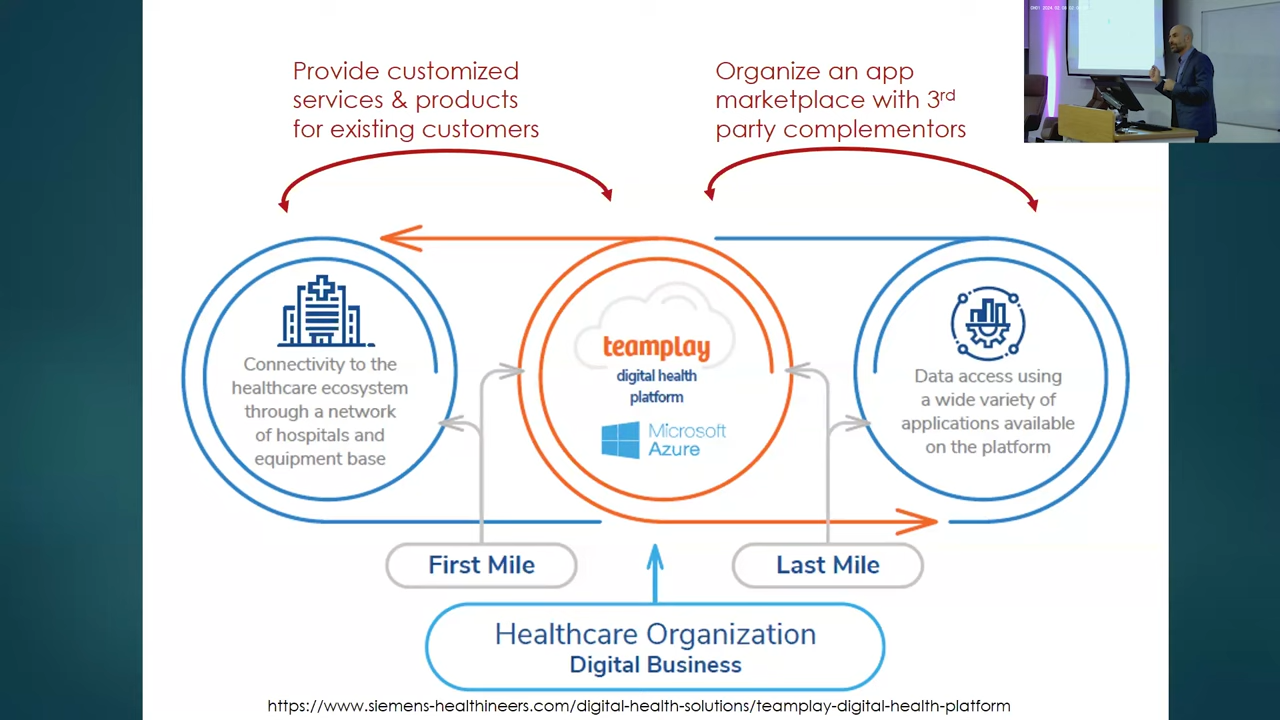 Provide customized
services & products
for existing customers
Organize an app
marketplace with 3rd
party complementors
Connectivity to the
healthcare ecosystem
through a network
of hospitals and
equipment base
teamplay
digital health
platform
Microsoft
Azure
Data access using
a wide variety of
applications available
on the platform
First Mile
Last Mile
Healthcare Organization
Digital Business
https://www.siemens-healthineers.com/digital-health-solutions/teamplay-digital-health-platform